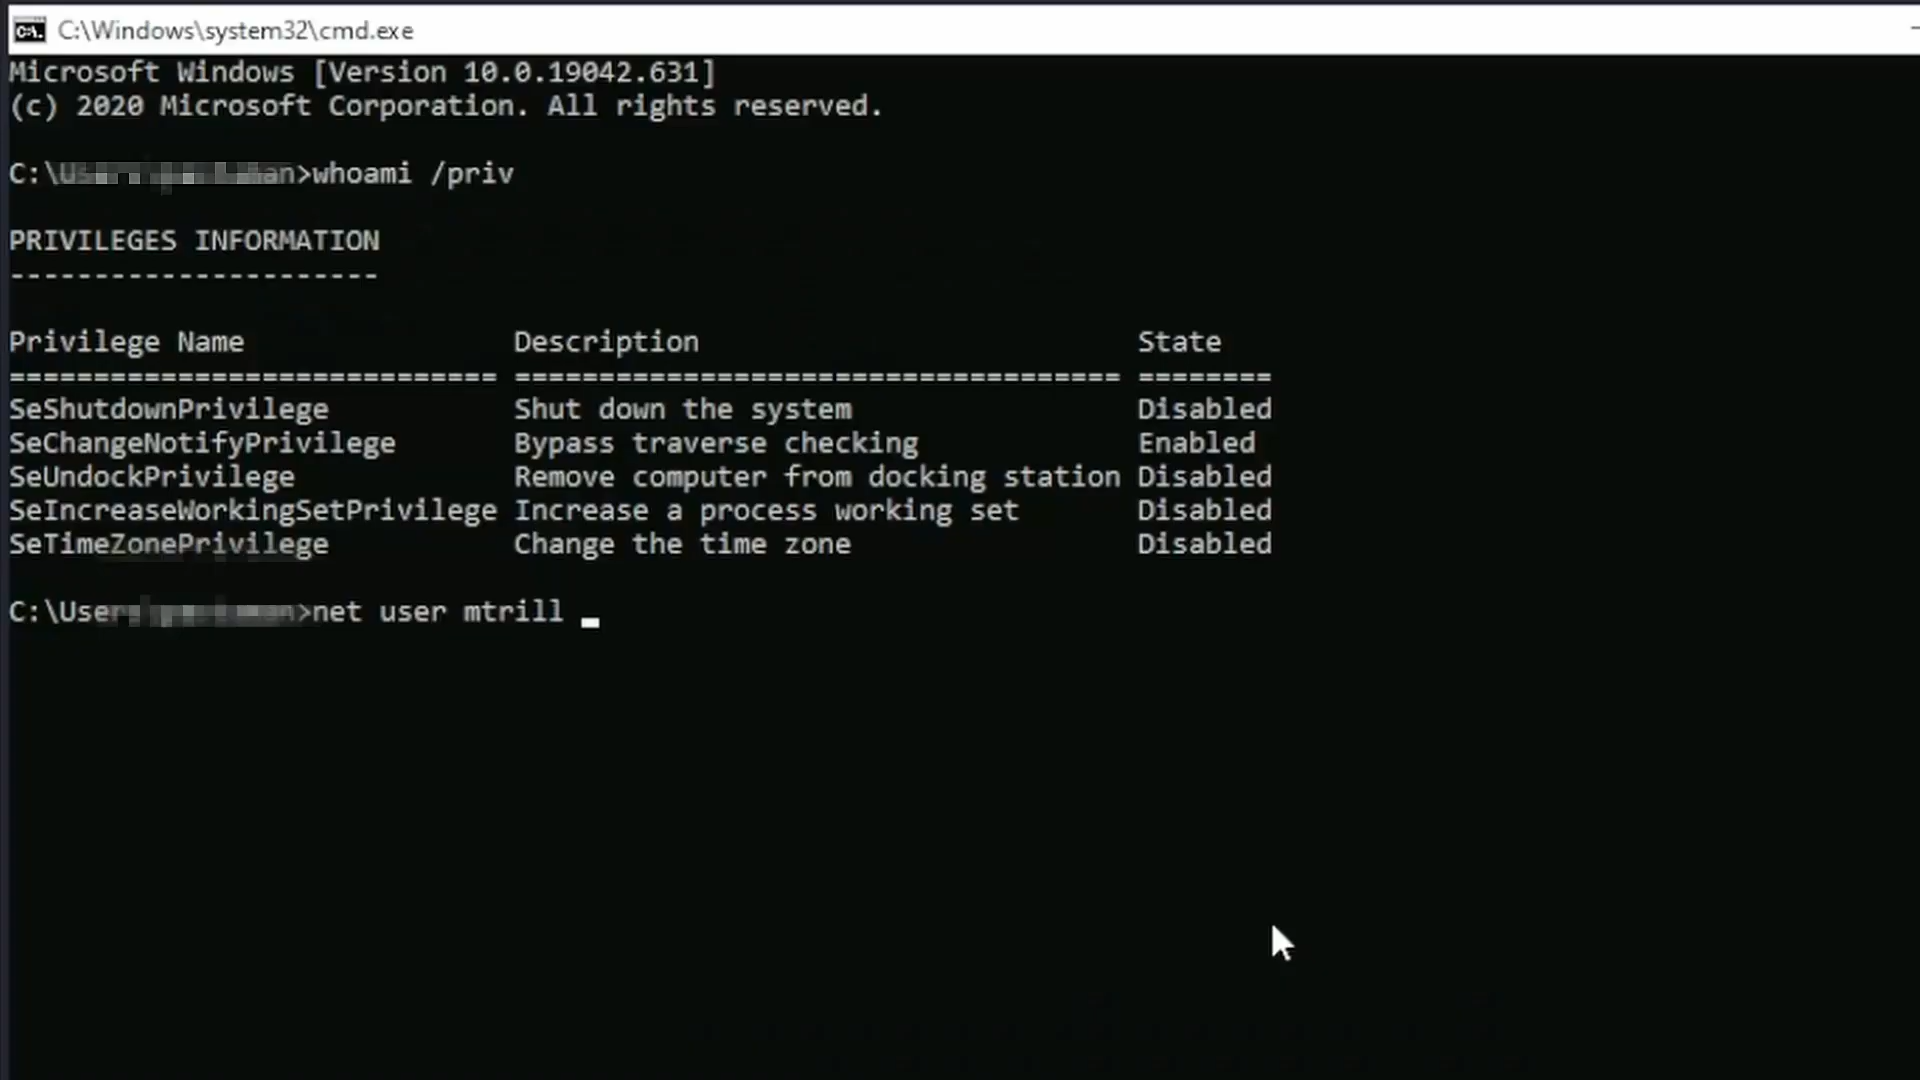 C:\Windows\system32\cmd.exe
Microsoft Windows [Version 10.0.19042.631]
(c) 2020 Microsoft Corporation. All rights reserved.
C:\Us an>whoami /priv
PRIVILEGES INFORMATION
----------------------
Privilege Name Description State
============================= ==================================== ========
SeShutdownPrivilege Shut down the system Disabled
SeChangeNotifyPrivilege Bypass traverse checking Enabled
SeUndockPrivilege Remove computer from docking station Disabled
SeIncreaseWorkingSetPrivilege Increase a process working set Disabled
SeTimeZonePrivilege Change the time zone Disabled
C:\Users >net user mtrill _